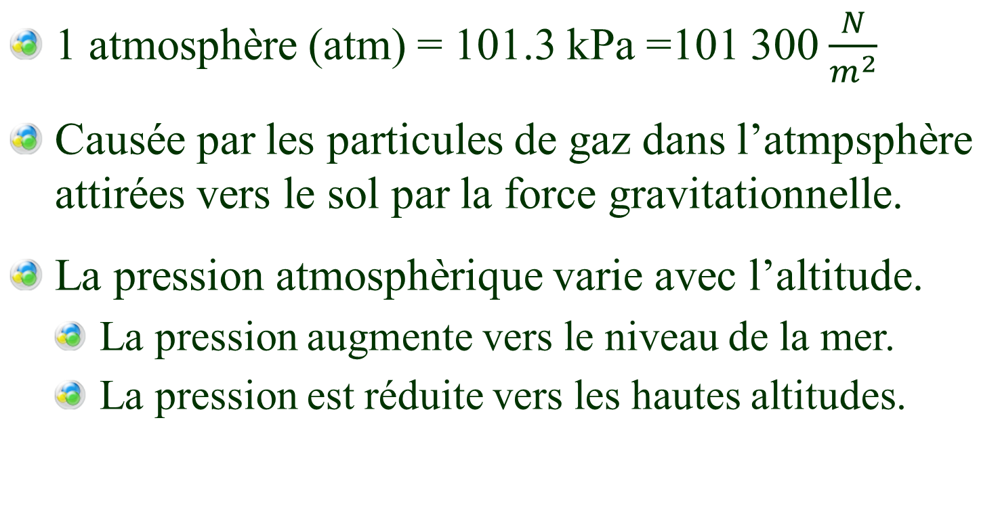 1 atmosphère (atm) = 101.3 kPa =101 300 N/m²
Causée par les particules de gaz dans l’atmpsphère
attirées vers le sol par la force gravitationnelle.
La pression atmosphèrique varie avec l’altitude.
La pression augmente vers le niveau de la mer.
La pression est réduite vers les hautes altitudes.